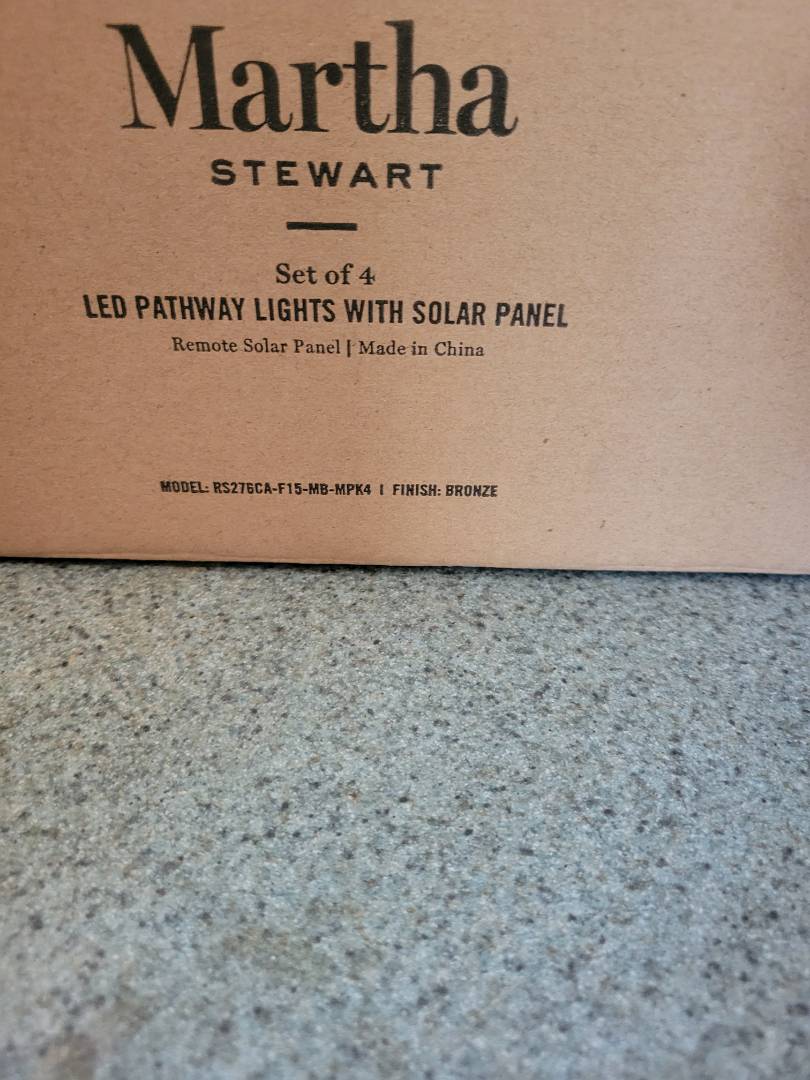 Martha
STEWART
Set of 4
LED PATHWAY LIGHTS WITH SOLAR PANEL
Remote Solar Panel | Made in China
MODEL: RS276CA-F15-MB-MPK4 | FINISH: BRONZE